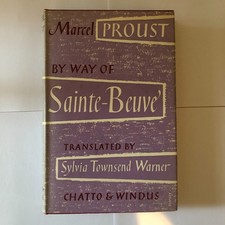 Marcel PROUST
BY WAY OF
Sainte-Beuve'
TRANSLATED BY
Sylvia Townsend Warner
CHATTO & WINDUS